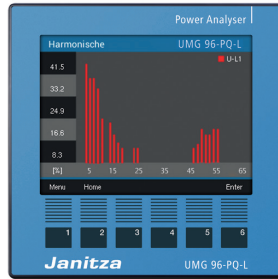 Power Analyser
Harmonische UMG 96-PQ-L
U-L1
41.5
33.2
24.9
16.6
8.3
[%] 5 15 25 35 45 55 65
Menu Home Enter
1 2 3 4 5 6
Janitza UMG 96-PQ-L